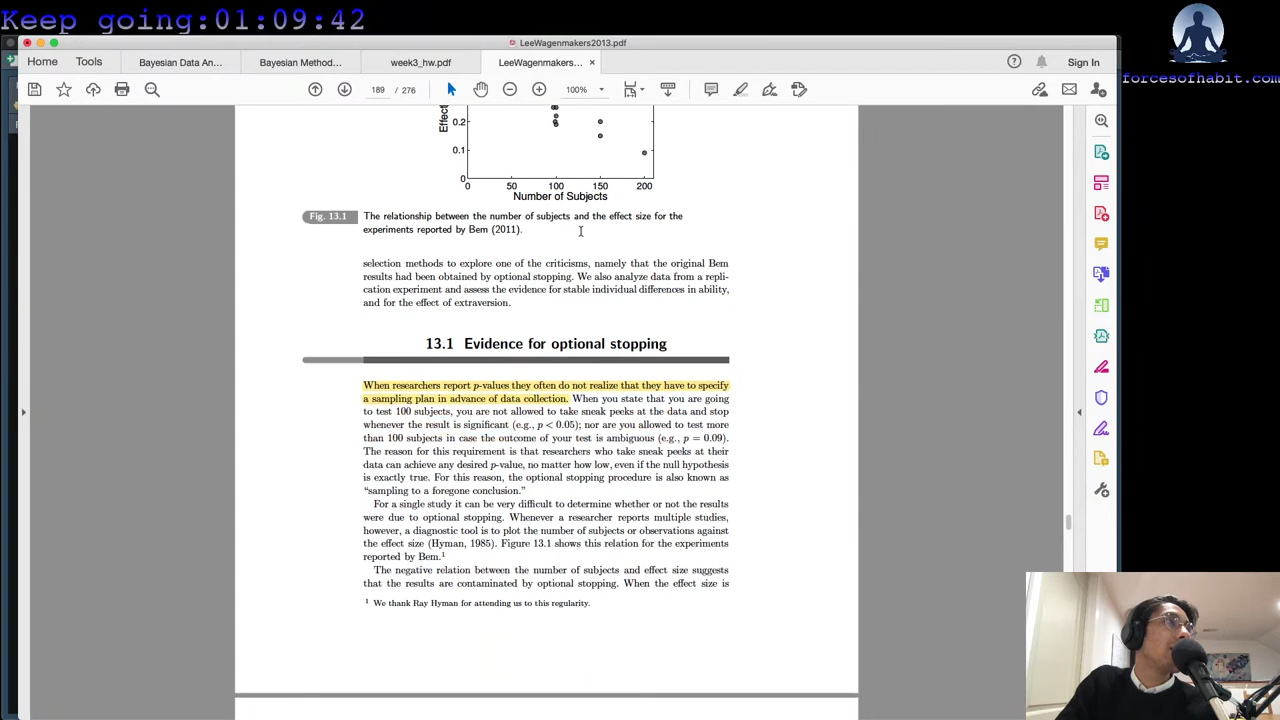 Keep going:01:09:42
LeeWagenmakers2013.pdf
Home Tools Bayesian Data An... Bayesian Method... week3_hw.pdf LeeWagenmakers... × Sign In
forcesofhabit.com
189 / 276 100%
Effect
0.2
0.1
0
0 50 100 150 200
Number of Subjects
Fig. 13.1 The relationship between the number of subjects and the effect size for the
experiments reported by Bem (2011).
selection methods to explore one of the criticisms, namely that the original Bem
results had been obtained by optional stopping. We also analyze data from a repli-
cation experiment and assess the evidence for stable individual differences in ability,
and for the effect of extraversion.
13.1 Evidence for optional stopping
When researchers report p-values they often do not realize that they have to specify
a sampling plan in advance of data collection. When you state that you are going
to test 100 subjects, you are not allowed to take sneak peeks at the data and stop
whenever the result is significant (e.g., p < 0.05); nor are you allowed to test more
than 100 subjects in case the outcome of your test is ambiguous (e.g., p = 0.09).
The reason for this requirement is that researchers who take sneak peeks at their
data can achieve any desired p-value, no matter how low, even if the null hypothesis
is exactly true. For this reason, the optional stopping procedure is also known as
“sampling to a foregone conclusion.”
For a single study it can be very difficult to determine whether or not the results
were due to optional stopping. Whenever a researcher reports multiple studies,
however, a diagnostic tool is to plot the number of subjects or observations against
the effect size (Hyman, 1985). Figure 13.1 shows this relation for the experiments
reported by Bem.1
The negative relation between the number of subjects and effect size suggests
that the results are contaminated by optional stopping. When the effect size is
1 We thank Ray Hyman for attending us to this regularity.